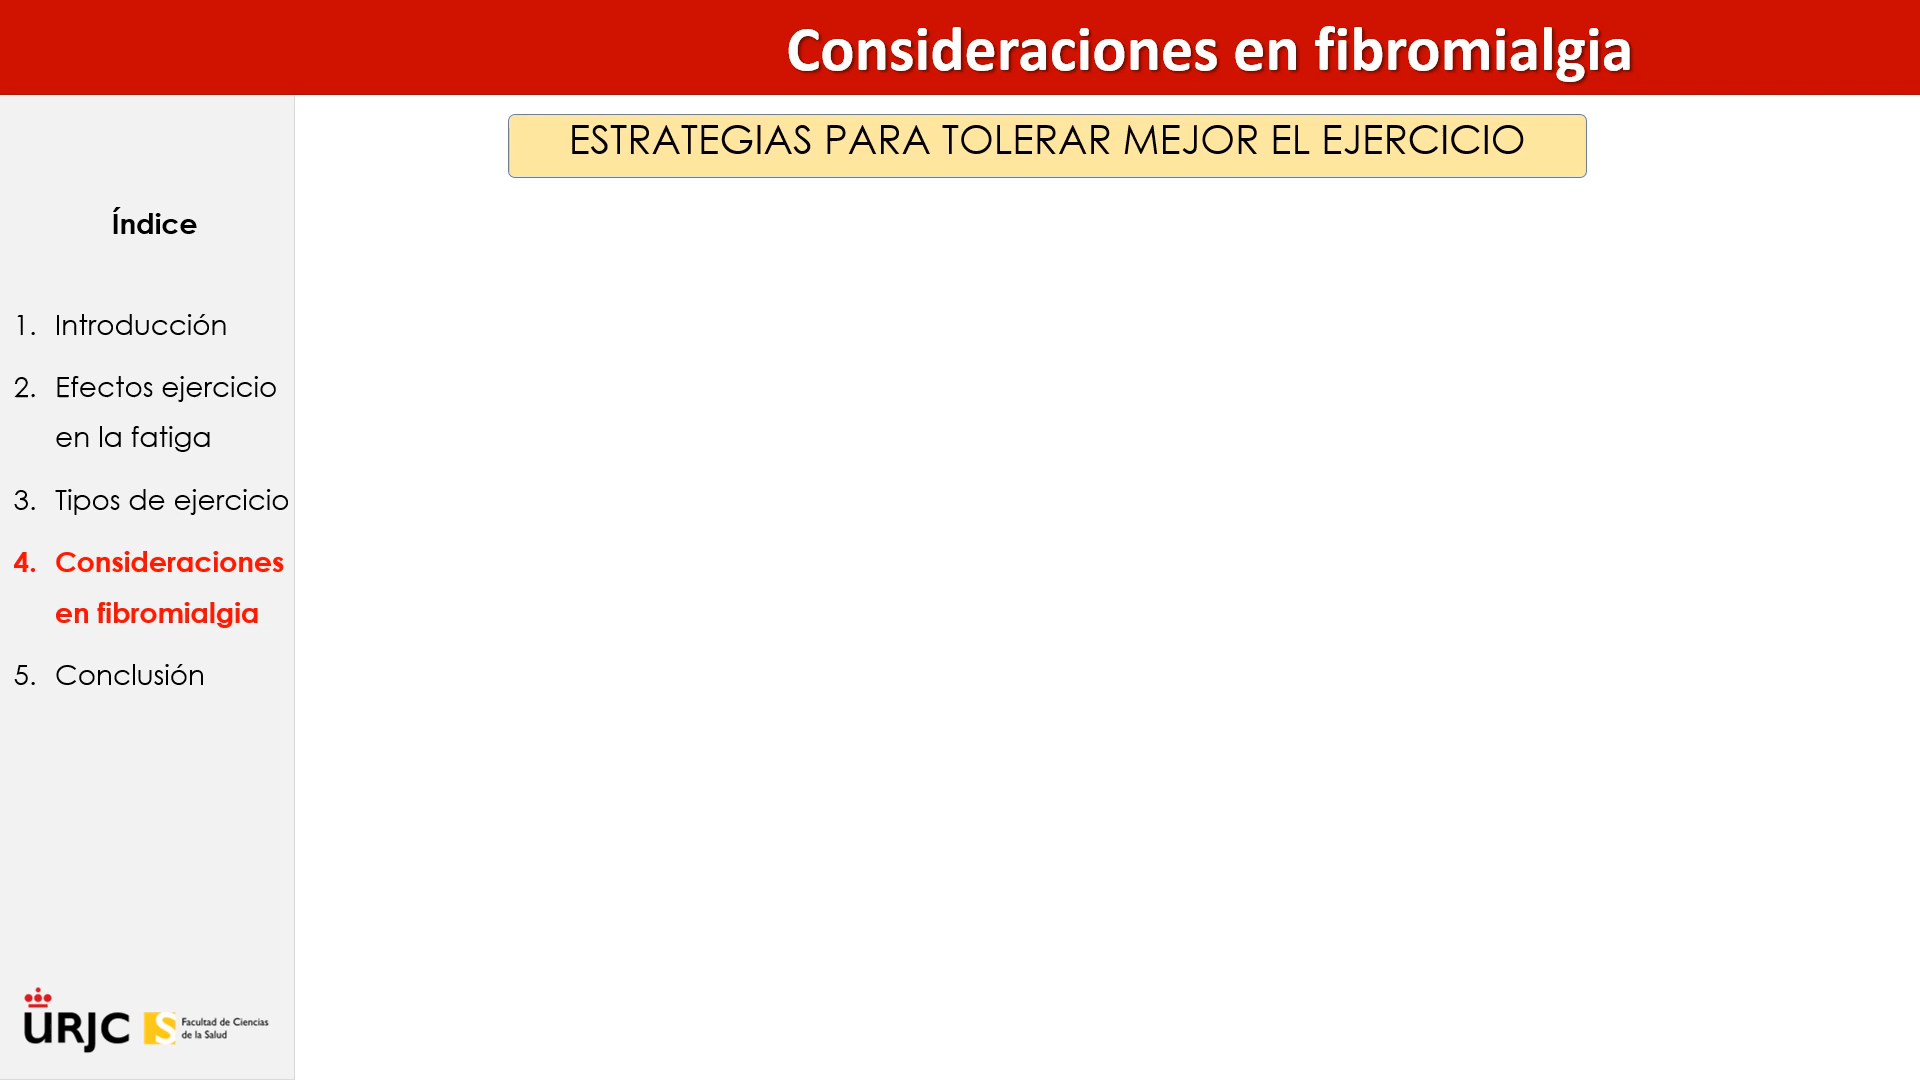 Consideraciones en fibromialgia
ESTRATEGIAS PARA TOLERAR MEJOR EL EJERCICIO
Índice
1. Introducción
2. Efectos ejercicio
en la fatiga
3. Tipos de ejercicio
4. Consideraciones
en fibromialgia
5. Conclusión
URJC
S
Facultad de Ciencias
de la Salud